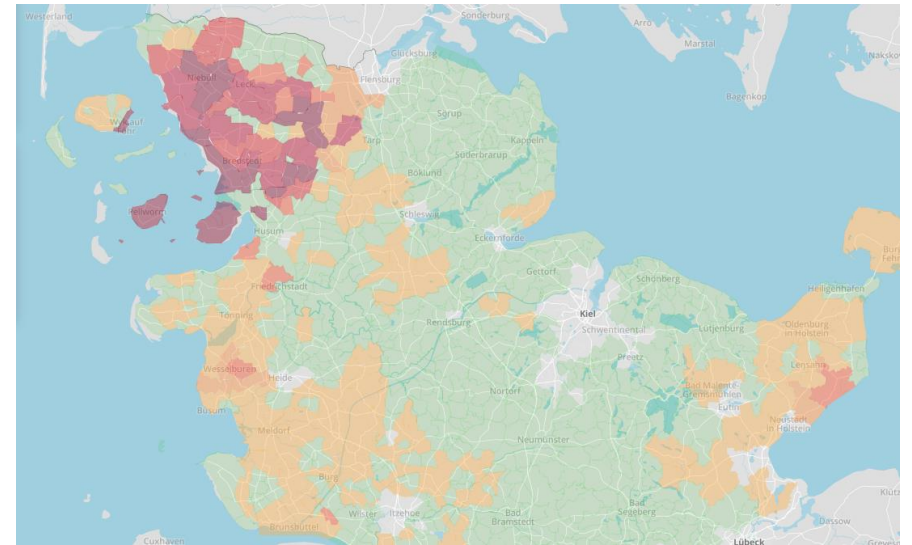 Westerland
Sonderburg
Arro
Marstal
Nakskov
Glücksburg
Flensburg
Niebüll
Leck
Bagenkop
Sörup
Tarp
Kappeln
Bredstedt
Süderbrarup
Böklund
Pellworm
Schleswig
Husum
Eckernförde
Burg
Gettorf
Schönberg
Friedrichstadt
Heiligenhafen
Tönning
Kiel
Rendsburg
Oldenburg
in Holstein
Schwentinental
Lütjenburg
Preetz
Lensahn
Wesselburen
Heide
Bad Malente-
Gremsmühlen
Nortorf
Eutin
Büsum
Neustadt
in Holstein
Meldorf
Neumünster
Burg
Klütz
Bad
Segeberg
Wilster
Itzehoe
Bad
Bramstedt
Brunsbüttel
Dassow
Cuxhaven
Lübeck